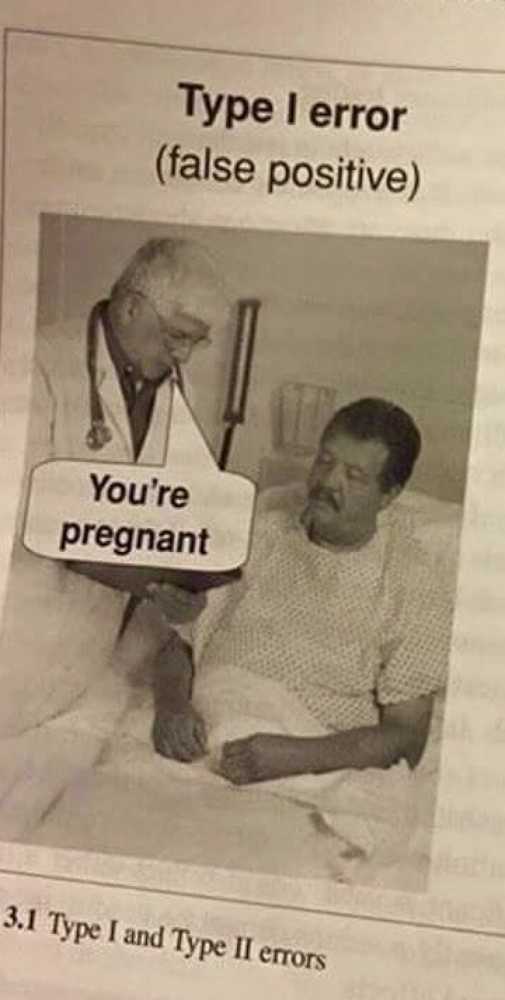 Type I error
(false positive)
You're
pregnant
3.1 Type I and Type II errors